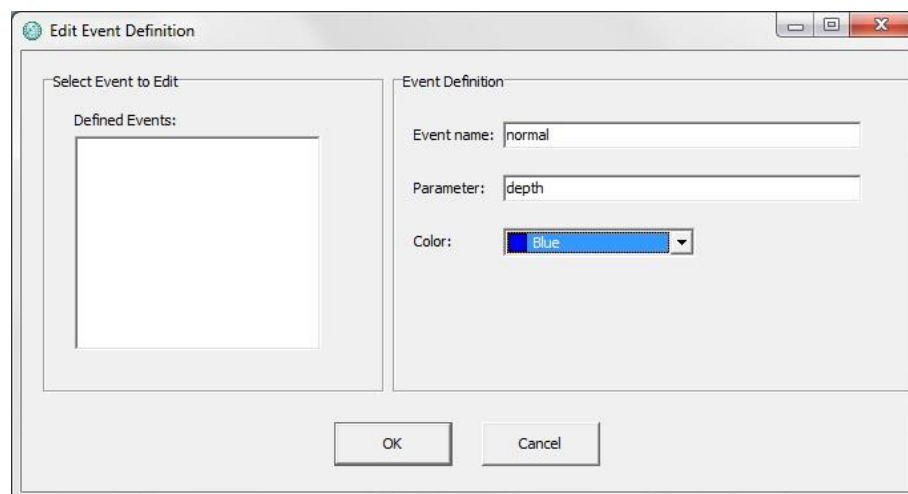 Edit Event Definition
Select Event to Edit
Defined Events:
Event Definition
Event name: normal
Parameter: depth
Color: Blue
OK
Cancel